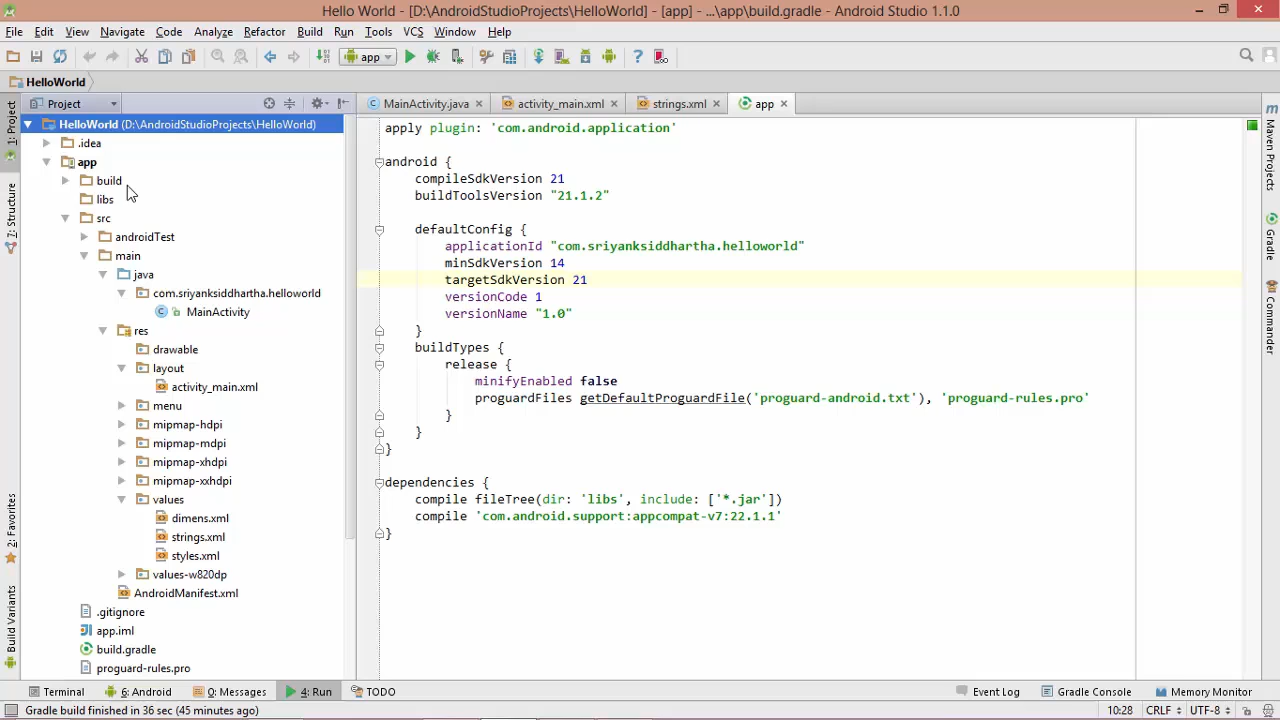 Hello World - [D:\AndroidStudioProjects\HelloWorld] - [app] - ...\app\build.gradle - Android Studio 1.1.0
File Edit View Navigate Code Analyze Refactor Build Run Tools VCS Window Help
app
HelloWorld
Project
MainActivity.java
activity_main.xml
strings.xml
app
1: Project
7: Structure
2: Favorites
Build Variants
HelloWorld (D:\AndroidStudioProjects\HelloWorld)
.idea
app
build
libs
src
androidTest
main
java
com.sriyanksiddhartha.helloworld
MainActivity
res
drawable
layout
activity_main.xml
menu
mipmap-hdpi
mipmap-mdpi
mipmap-xhdpi
mipmap-xxhdpi
values
dimens.xml
strings.xml
styles.xml
values-w820dp
AndroidManifest.xml
.gitignore
app.iml
build.gradle
proguard-rules.pro
apply plugin: 'com.android.application'
android {
compileSdkVersion 21
buildToolsVersion "21.1.2"
defaultConfig {
applicationId "com.sriyanksiddhartha.helloworld"
minSdkVersion 14
targetSdkVersion 21
versionCode 1
versionName "1.0"
}
buildTypes {
release {
minifyEnabled false
proguardFiles getDefaultProguardFile('proguard-android.txt'), 'proguard-rules.pro'
}
}
}
dependencies {
compile fileTree(dir: 'libs', include: ['*.jar'])
compile 'com.android.support:appcompat-v7:22.1.1'
}
Maven Projects
Gradle
Commander
Terminal
6: Android
0: Messages
4: Run
TODO
Event Log
Gradle Console
Memory Monitor
Gradle build finished in 36 sec (45 minutes ago)
10:28 CRLF UTF-8